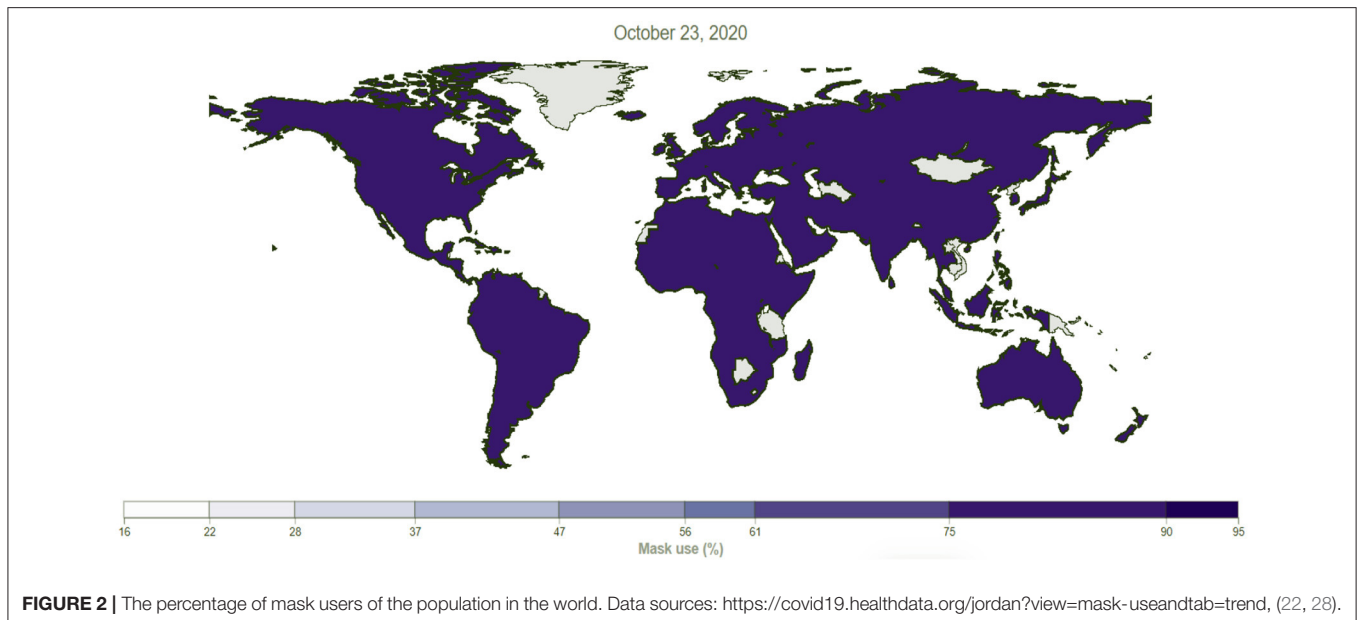 October 23, 2020
16 22 28 37 47 56 61 75 90 95
Mask use (%)
FIGURE 2 | The percentage of mask users of the population in the world. Data sources: https://covid19.healthdata.org/jordan?view=mask-useandtab=trend, (22, 28).